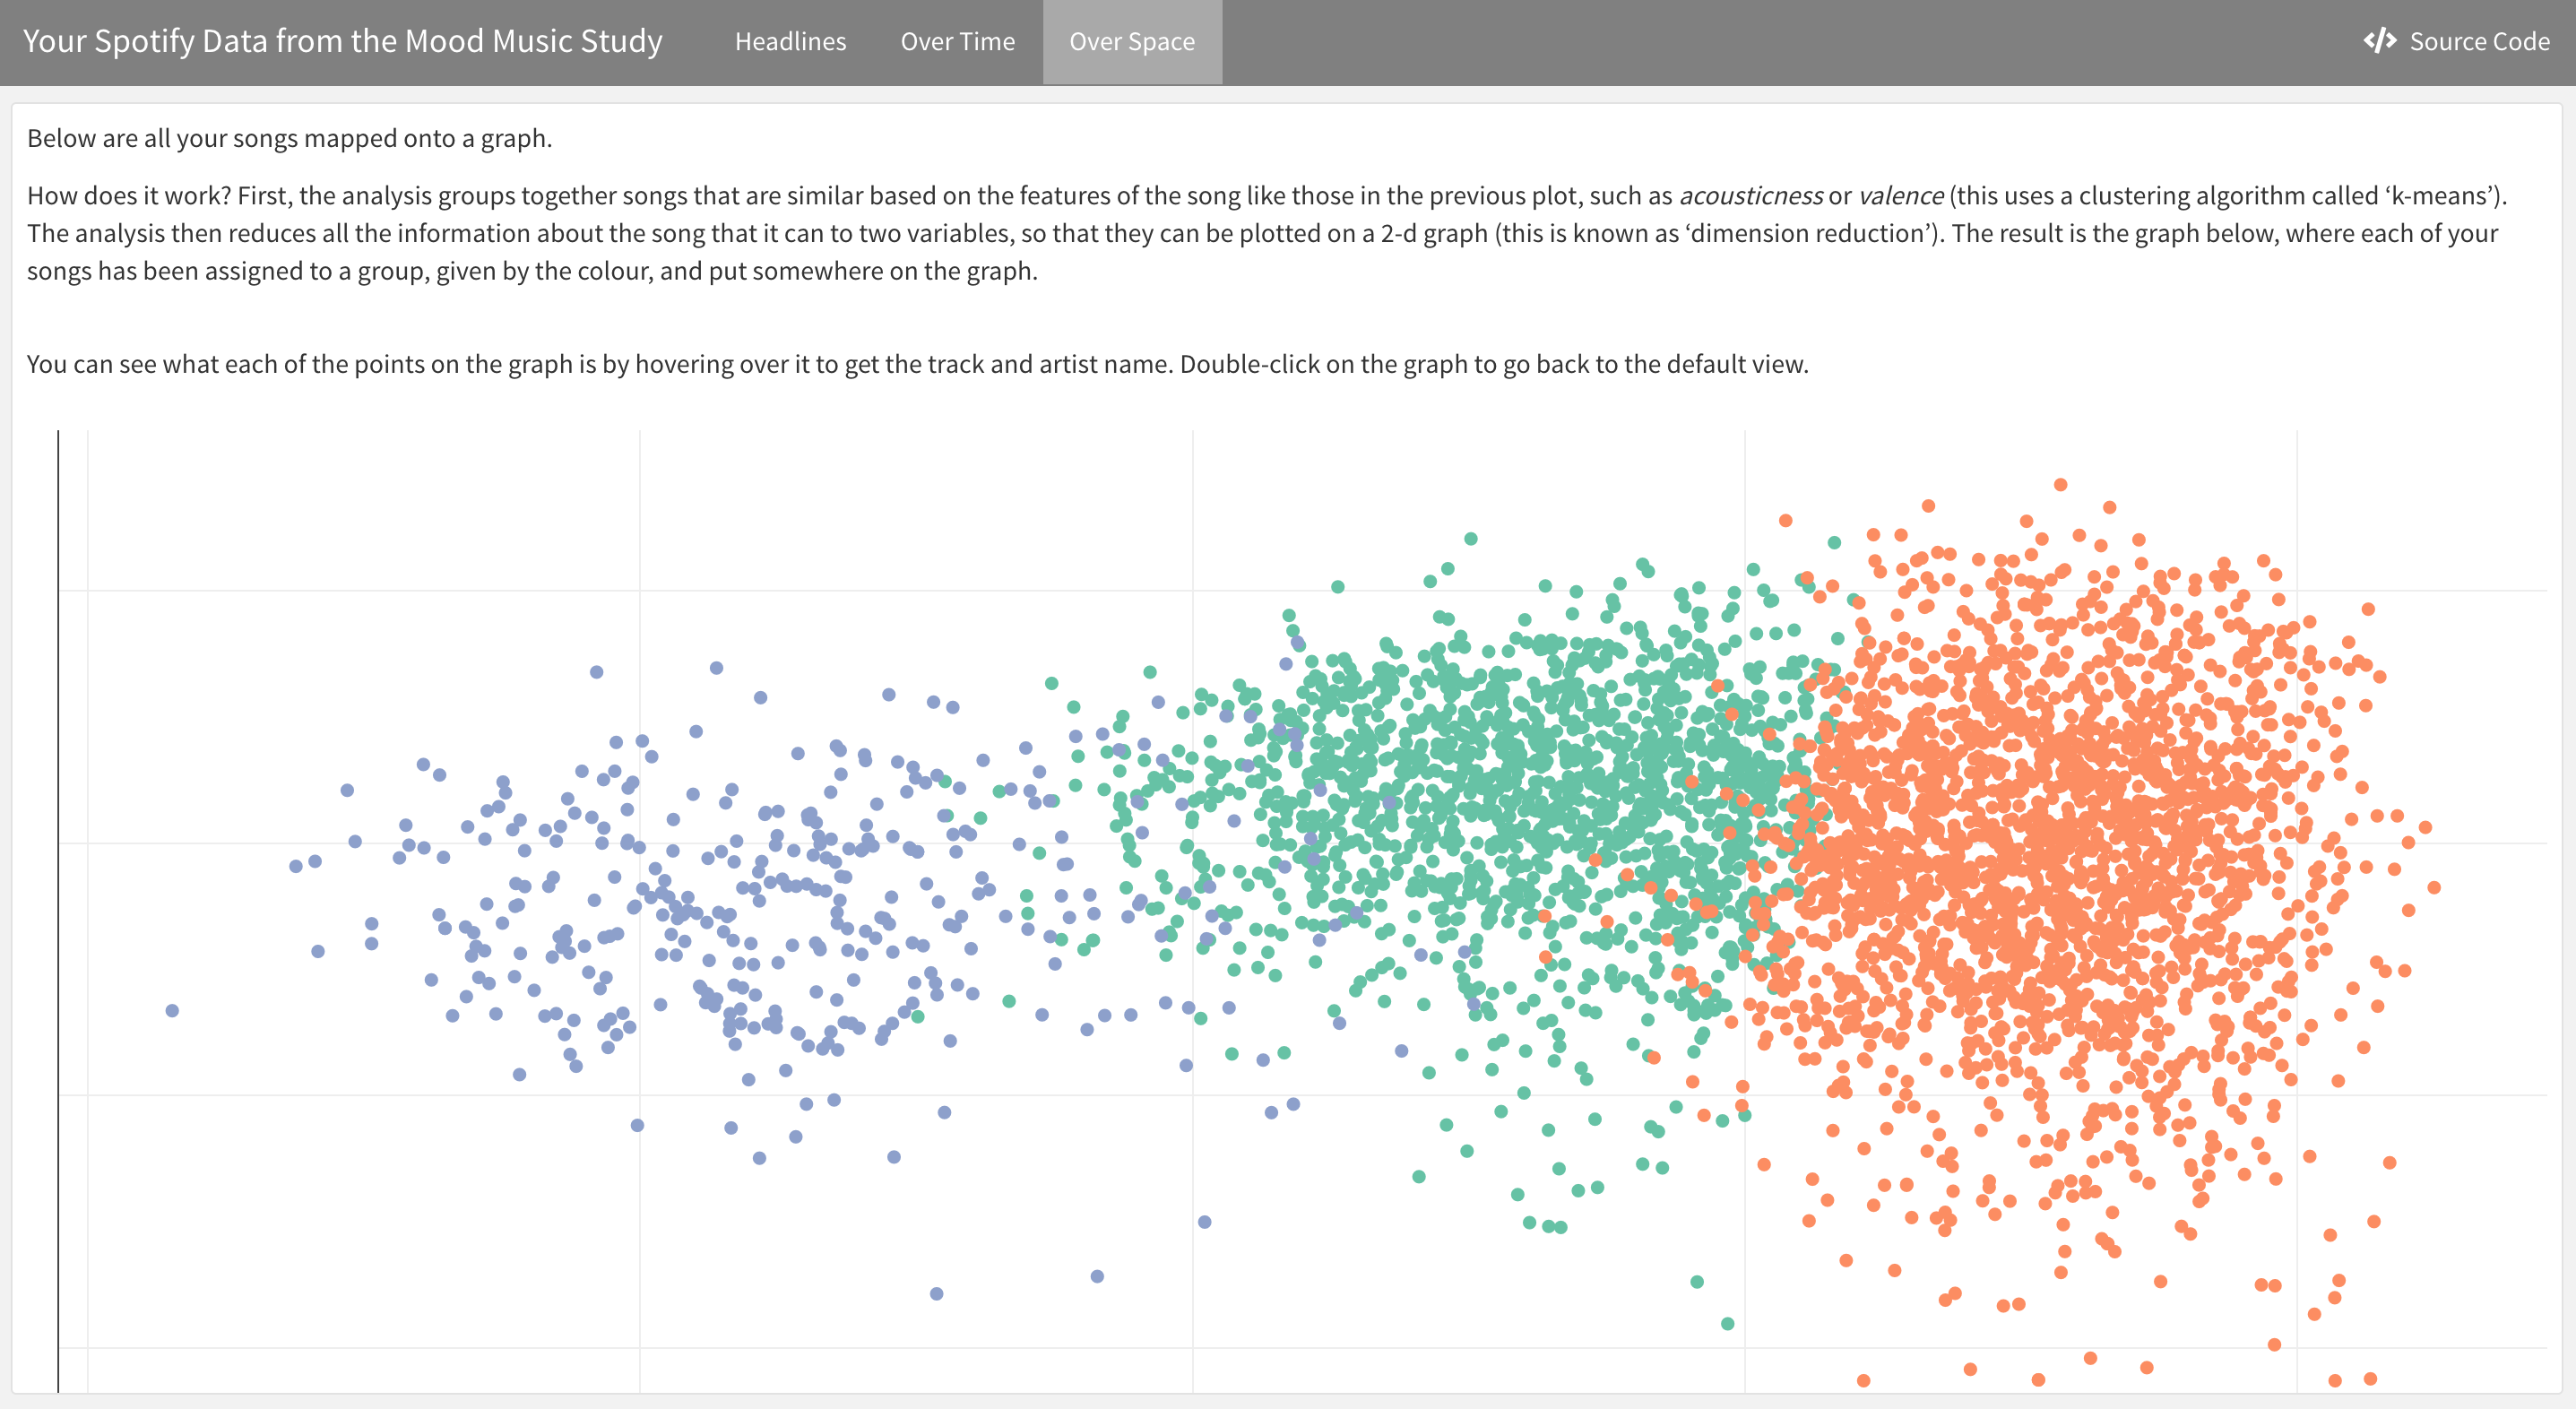 Your Spotify Data from the Mood Music Study Headlines Over Time Over Space </> Source Code
Below are all your songs mapped onto a graph.
How does it work? First, the analysis groups together songs that are similar based on the features of the song like those in the previous plot, such as acousticness or valence (this uses a clustering algorithm called ‘k-means’).
The analysis then reduces all the information about the song that it can to two variables, so that they can be plotted on a 2-d graph (this is known as ‘dimension reduction’). The result is the graph below, where each of your
songs has been assigned to a group, given by the colour, and put somewhere on the graph.
You can see what each of the points on the graph is by hovering over it to get the track and artist name. Double-click on the graph to go back to the default view.